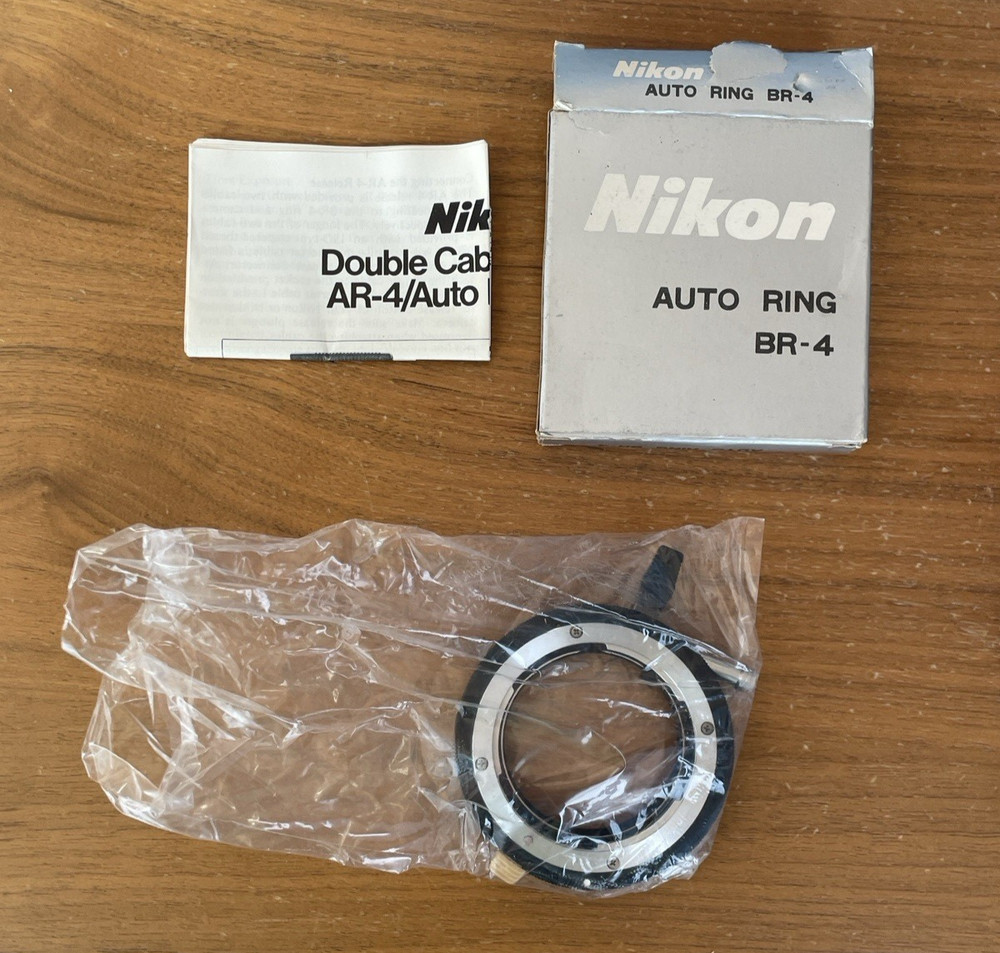 Nik
Double Cab
AR-4/Auto
Nikon
AUTO RING BR-4
Nikon
AUTO RING
BR-4